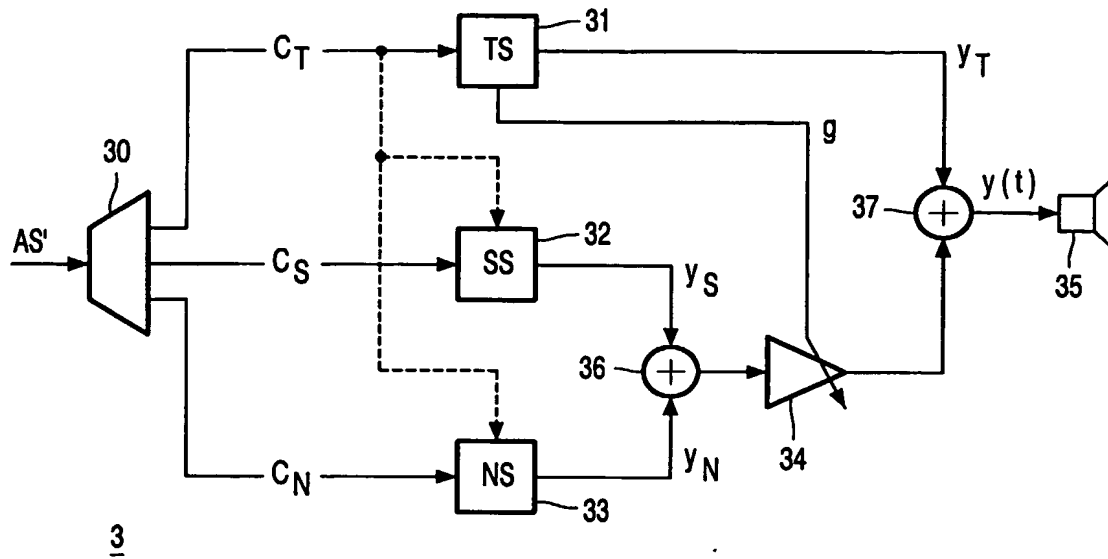 31
C_T
TS
y_T
30
g
37
y(t)
AS'
32
35
C_S
SS
y_S
36
34
C_N
NS
y_N
33
3